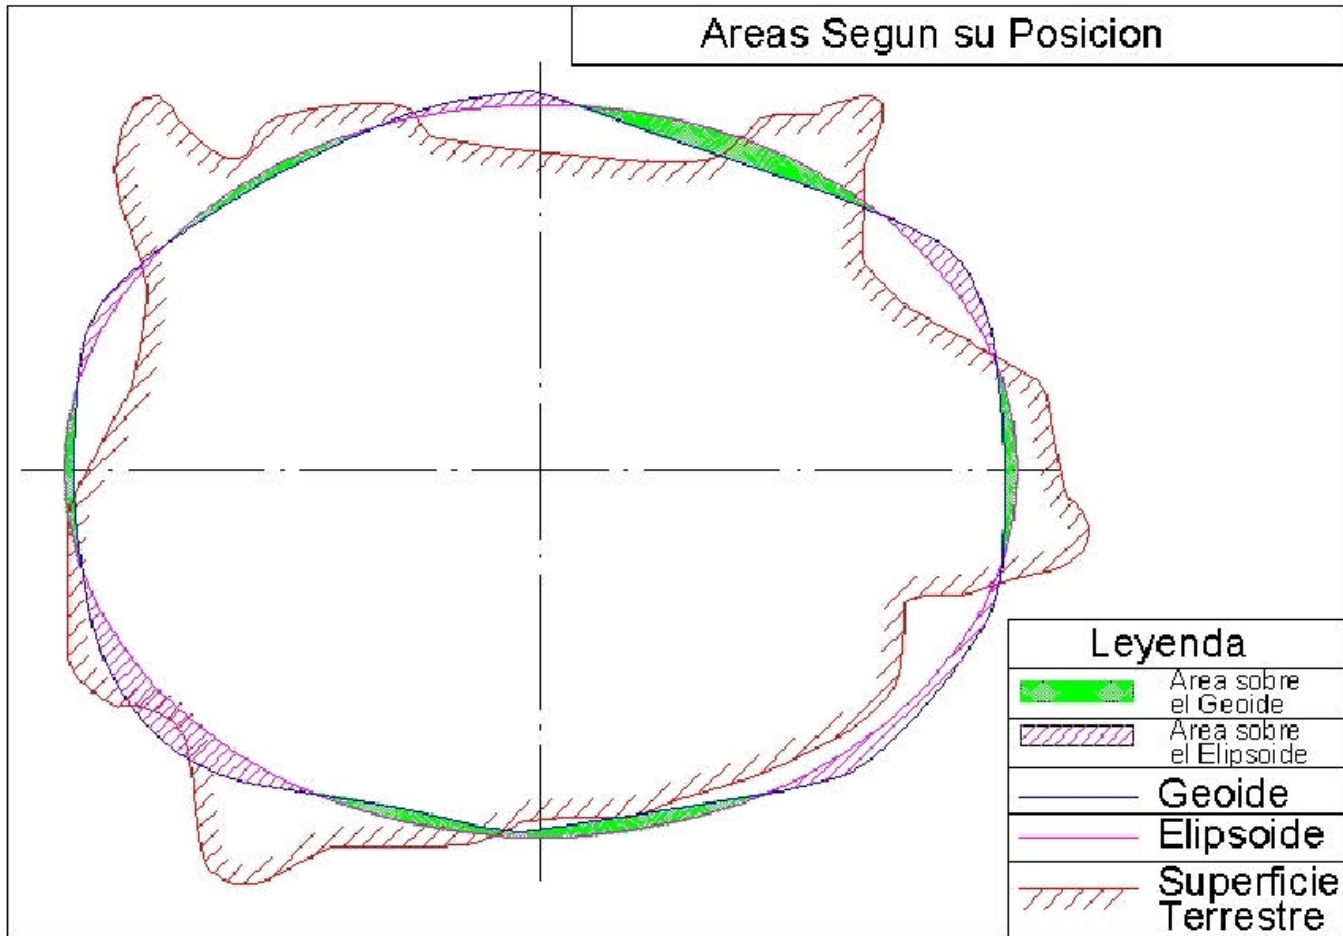 Areas Segun su Posicion
Leyenda
Area sobre
el Geoide
Area sobre
el Elipsoide
Geoide
Elipsoide
Superficie
Terrestre